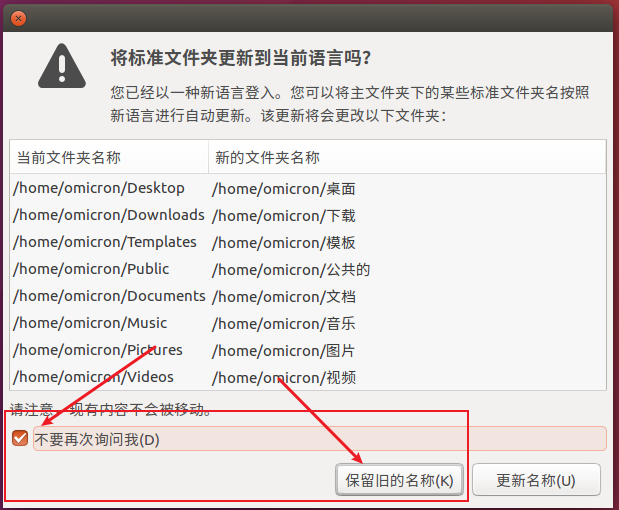 将标准文件夹更新到当前语言吗?
您已经以一种新语言登入。您可以将主文件夹下的某些标准文件夹名按照
新语言进行自动更新。该更新将会更改以下文件夹：
当前文件夹名称 新的文件夹名称
/home/omicron/Desktop /home/omicron/桌面
/home/omicron/Downloads /home/omicron/下载
/home/omicron/Templates /home/omicron/模板
/home/omicron/Public /home/omicron/公共的
/home/omicron/Documents /home/omicron/文档
/home/omicron/Music /home/omicron/音乐
/home/omicron/Pictures /home/omicron/图片
/home/omicron/Videos /home/omicron/视频
请注意，现有内容不会被移动。
不要再次询问我(D)
保留旧的名称(K) 更新名称(U)